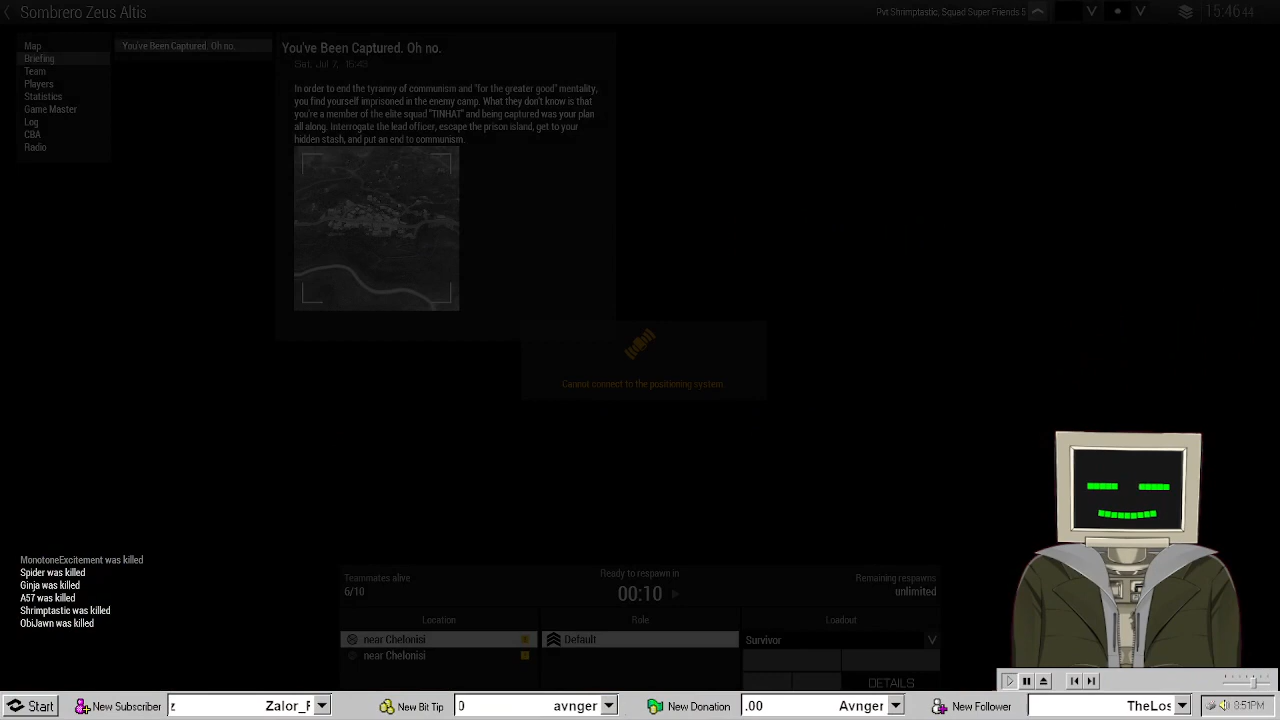 Sombrero Zeus Altis
Pvt Shrimptastic, Squad Super Friends 5
Map
Briefing
Team
Players
Statistics
Game Master
Log
CBA
Radio
You've Been Captured. Oh no.
You've Been Captured. Oh no.
In order to end the tyranny of communism and "for the greater good" mentality,
you find yourself imprisoned in the enemy camp. What they don't know is that
you're a member of the elite squad "TINHAT" and being captured was your plan
all along. Interrogate the lead officer, escape the prison island, get to your
hidden stash, and put an end to communism.
15:46 44
Cannot connect to the positioning system.
MonotoneExcitement was killed
Spider was killed
Ginja was killed
A57 was killed
Shrimptastic was killed
ObiJawn was killed
Teammates alive
6/10
Ready to respawn in
00:10
Remaining respawns
unlimited
Location
near Chelonisi
near Chelonisi
Role
Default
Loadout
Survivor
DETAILS
Start
New Subscriber
z Zalor_
New Bit Tip
0 avnger
New Donation
.00 Avnger
New Follower
TheLos
8:51PM